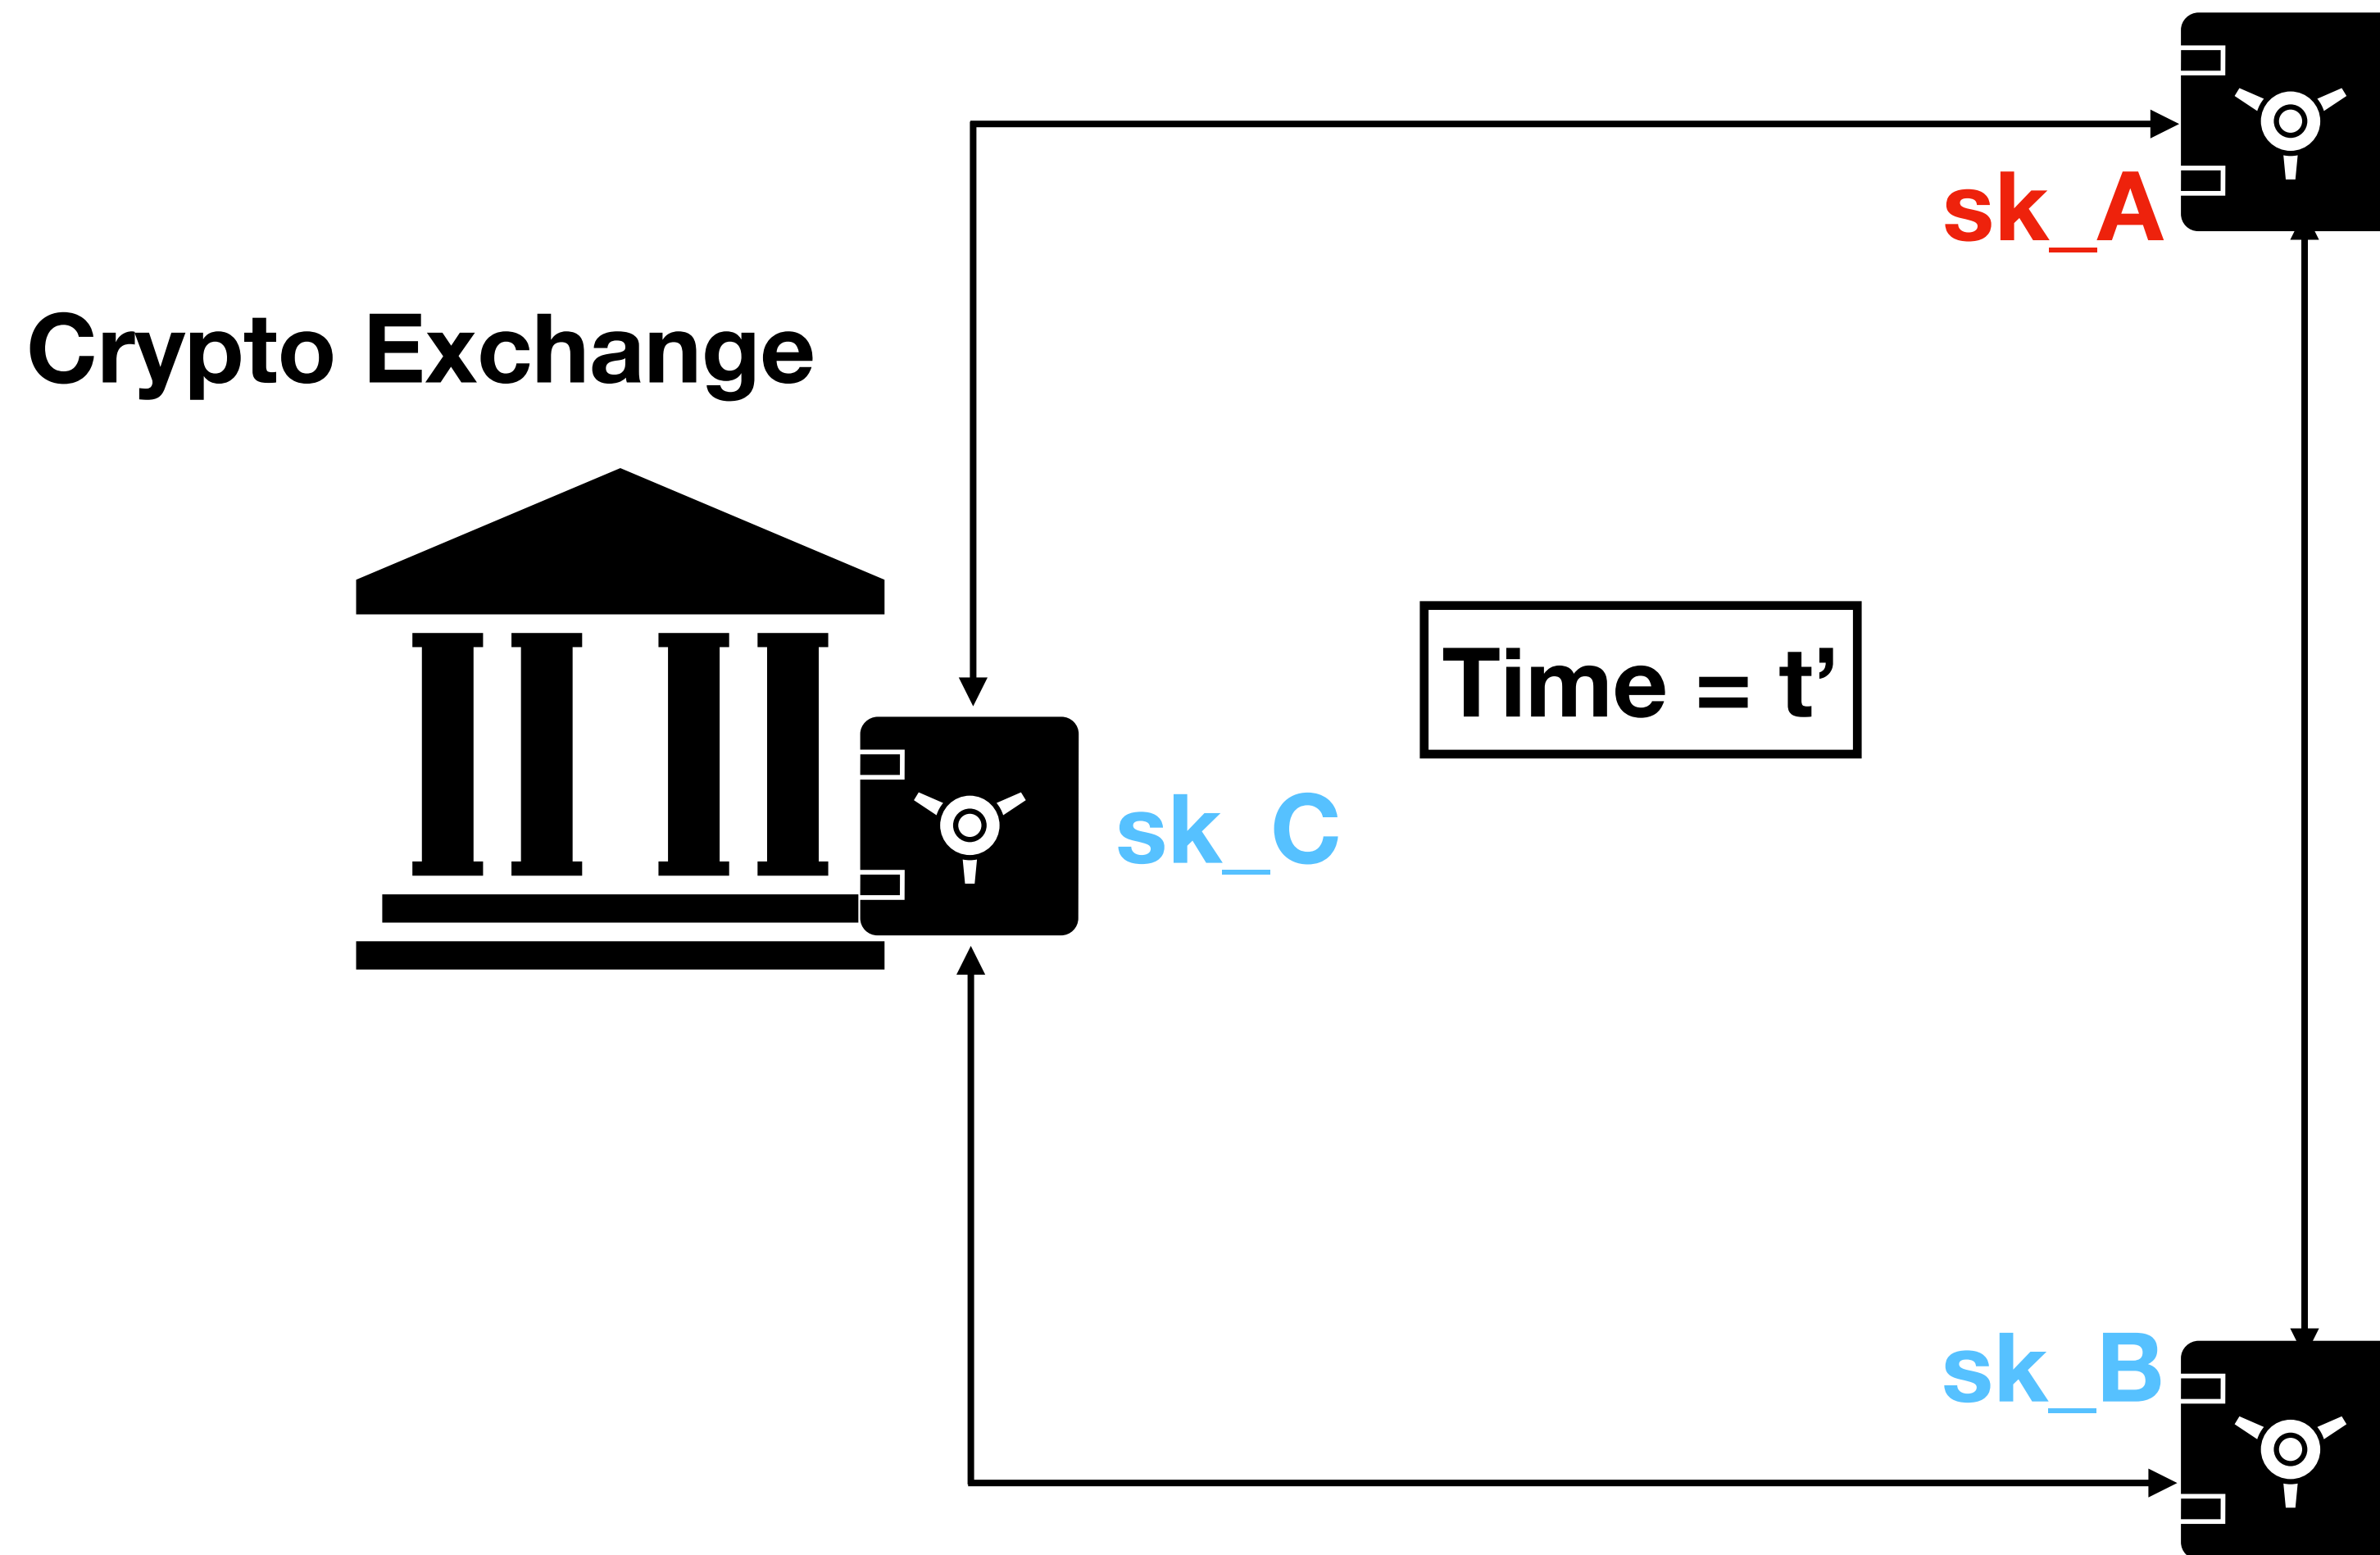 sk_A
Crypto Exchange
Time = t’
sk_C
sk_B